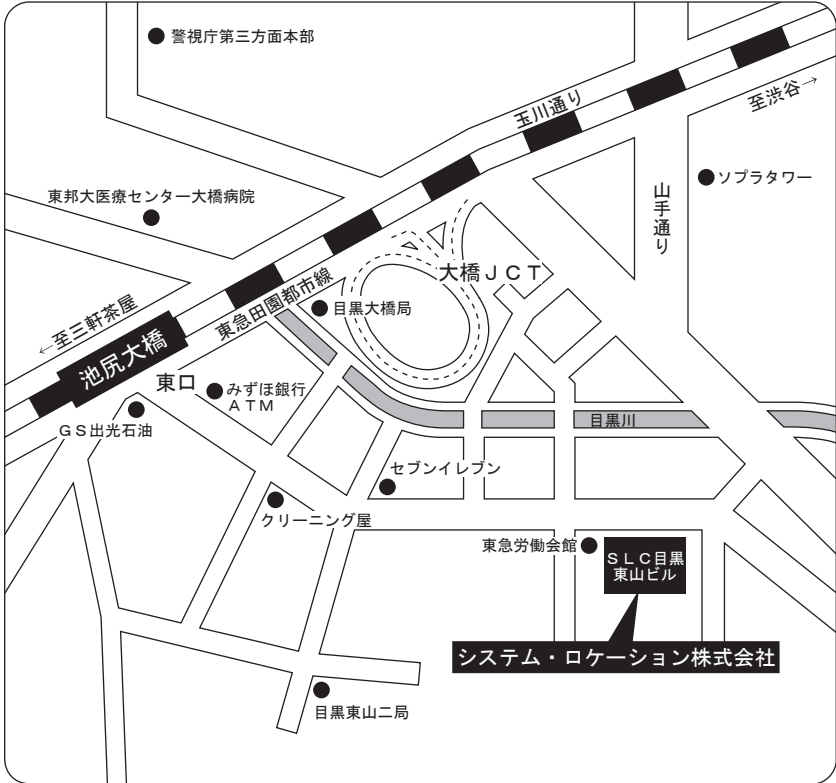 警視庁第三方面本部
玉川通り
至渋谷→
ソプラタワー
山手通り
東邦大医療センター大橋病院
大橋ＪＣＴ
東急田園都市線
目黒大橋局
←至三軒茶屋
池尻大橋
東口
みずほ銀行
ＡＴＭ
ＧＳ出光石油
目黒川
セブンイレブン
クリーニング屋
東急労働会館
ＳＬＣ目黒
東山ビル
システム・ロケーション株式会社
目黒東山二局